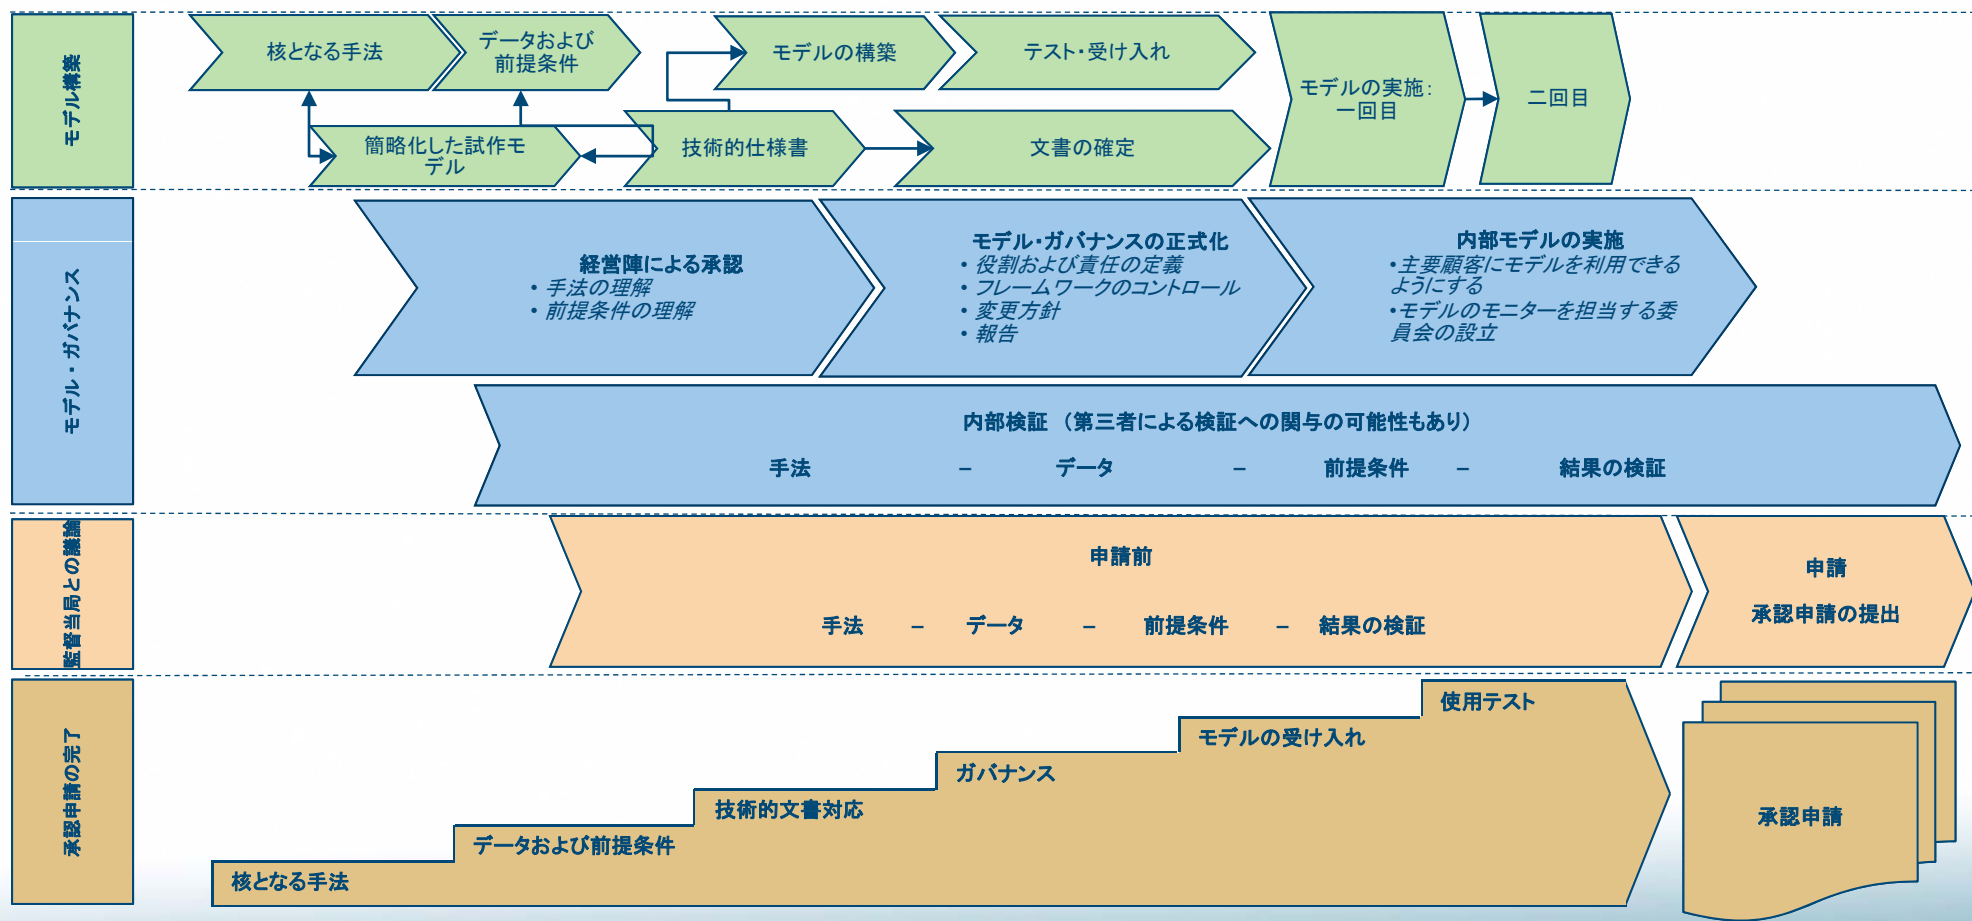 モデル構築
核となる手法
データおよび
前提条件
モデルの構築
テスト・受け入れ
モデルの実施:
一回目
二回目
簡略化した試作モ
デル
技術的仕様書
文書の確定
モデル・ガバナンス
経営陣による承認
• 手法の理解
• 前提条件の理解
モデル・ガバナンスの正式化
• 役割および責任の定義
• フレームワークのコントロール
• 変更方針
• 報告
内部モデルの実施
•主要顧客にモデルを利用できる
ようにする
•モデルのモニターを担当する委
員会の設立
内部検証 (第三者による検証への関与の可能性もあり)
手法 – データ – 前提条件 – 結果の検証
監督当局との議論
申請前
手法 – データ – 前提条件 – 結果の検証
申請
承認申請の提出
承認申請の完了
使用テスト
モデルの受け入れ
ガバナンス
技術的文書対応
データおよび前提条件
核となる手法
承認申請